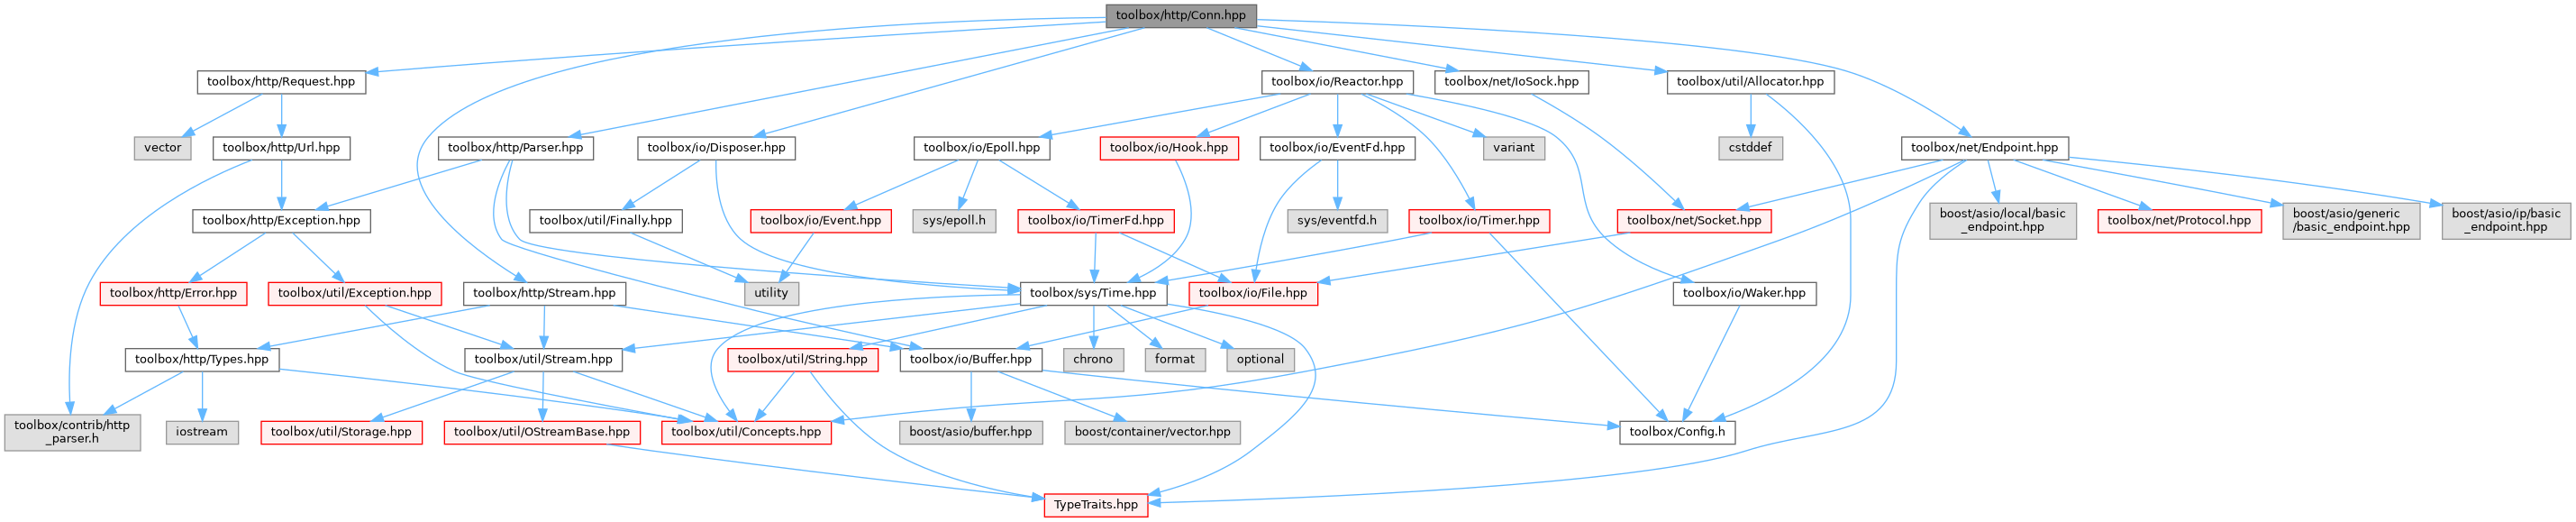 toolbox/http/Conn.hpp
toolbox/http/Request.hpp
toolbox/io/Reactor.hpp
toolbox/net/IoSock.hpp
toolbox/util/Allocator.hpp
vector
toolbox/http/Url.hpp
toolbox/http/Parser.hpp
toolbox/io/Disposer.hpp
toolbox/io/Epoll.hpp
toolbox/io/Hook.hpp
toolbox/io/EventFd.hpp
variant
cstddef
toolbox/net/Endpoint.hpp
toolbox/http/Exception.hpp
toolbox/util/Finally.hpp
toolbox/io/Event.hpp
sys/epoll.h
toolbox/io/TimerFd.hpp
sys/eventfd.h
toolbox/io/Timer.hpp
toolbox/net/Socket.hpp
boost/asio/local/basic
_endpoint.hpp
toolbox/net/Protocol.hpp
boost/asio/generic
/basic_endpoint.hpp
boost/asio/ip/basic
_endpoint.hpp
toolbox/http/Error.hpp
toolbox/util/Exception.hpp
toolbox/http/Stream.hpp
utility
toolbox/sys/Time.hpp
toolbox/io/File.hpp
toolbox/io/Waker.hpp
toolbox/http/Types.hpp
toolbox/util/Stream.hpp
toolbox/util/String.hpp
toolbox/io/Buffer.hpp
chrono
format
optional
toolbox/contrib/http
_parser.h
iostream
toolbox/util/Storage.hpp
toolbox/util/OStreamBase.hpp
toolbox/util/Concepts.hpp
boost/asio/buffer.hpp
boost/container/vector.hpp
toolbox/Config.h
TypeTraits.hpp